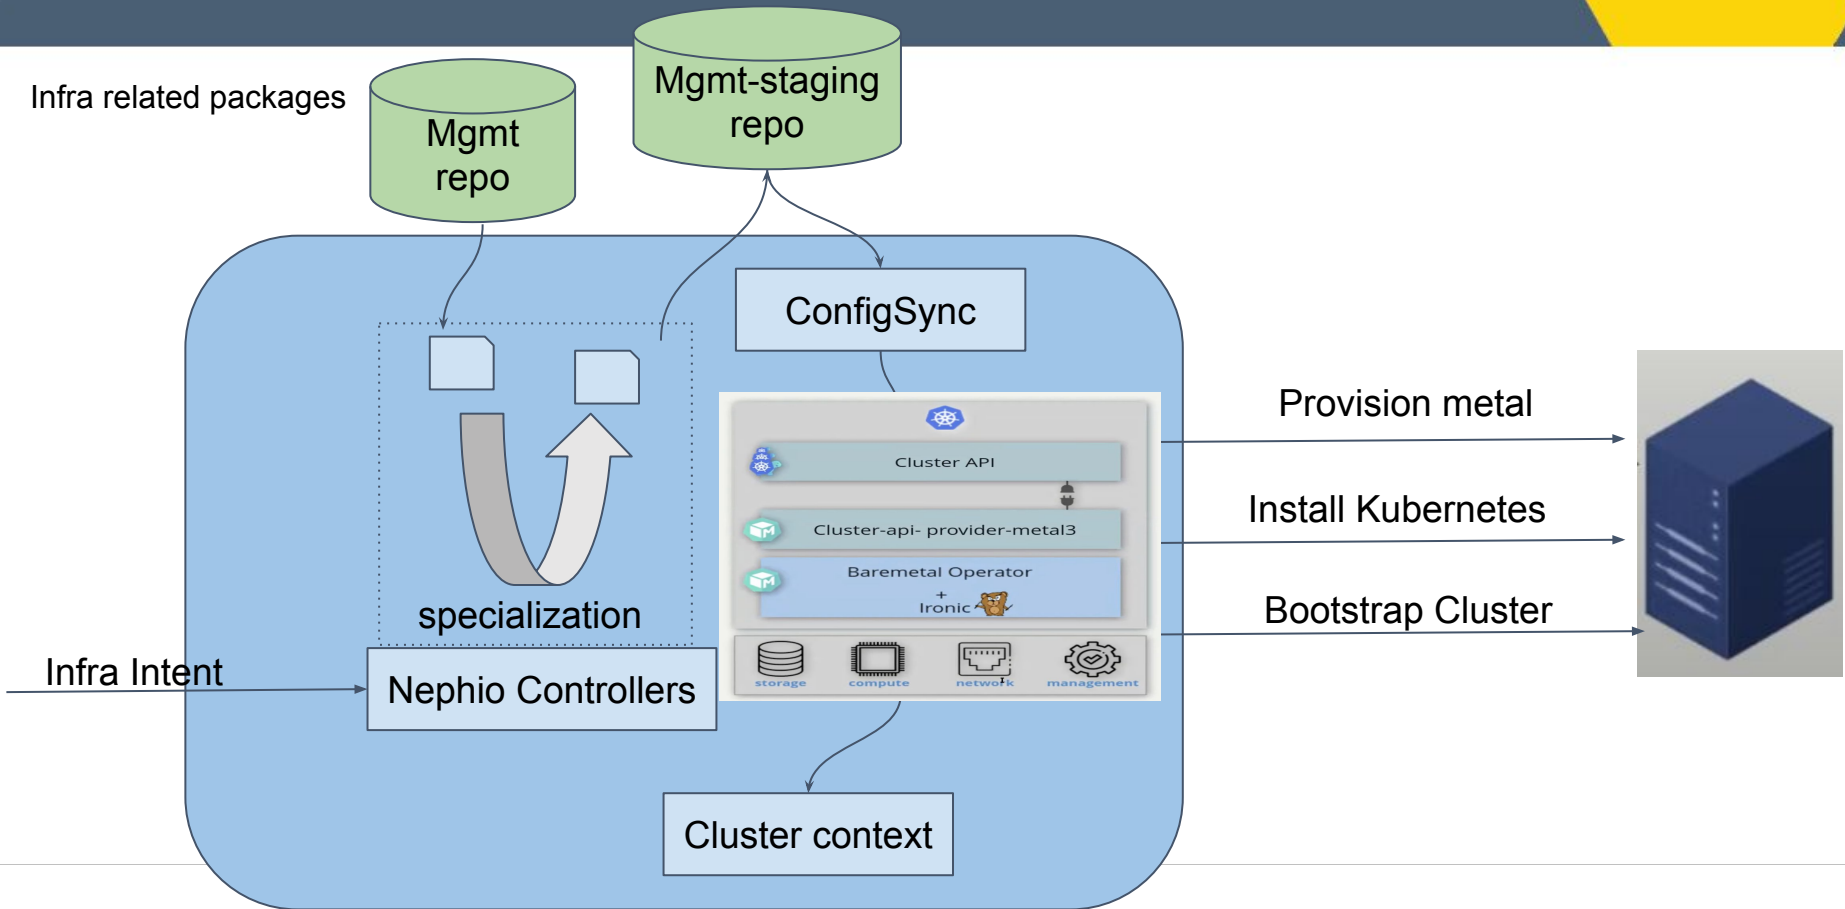 Infra related packages
Mgmt
repo
Mgmt-staging
repo
ConfigSync
specialization
Infra Intent
Nephio Controllers
Cluster API
Cluster-api- provider-metal3
Baremetal Operator
+
Ironic
storage
compute
network
management
Cluster context
Provision metal
Install Kubernetes
Bootstrap Cluster